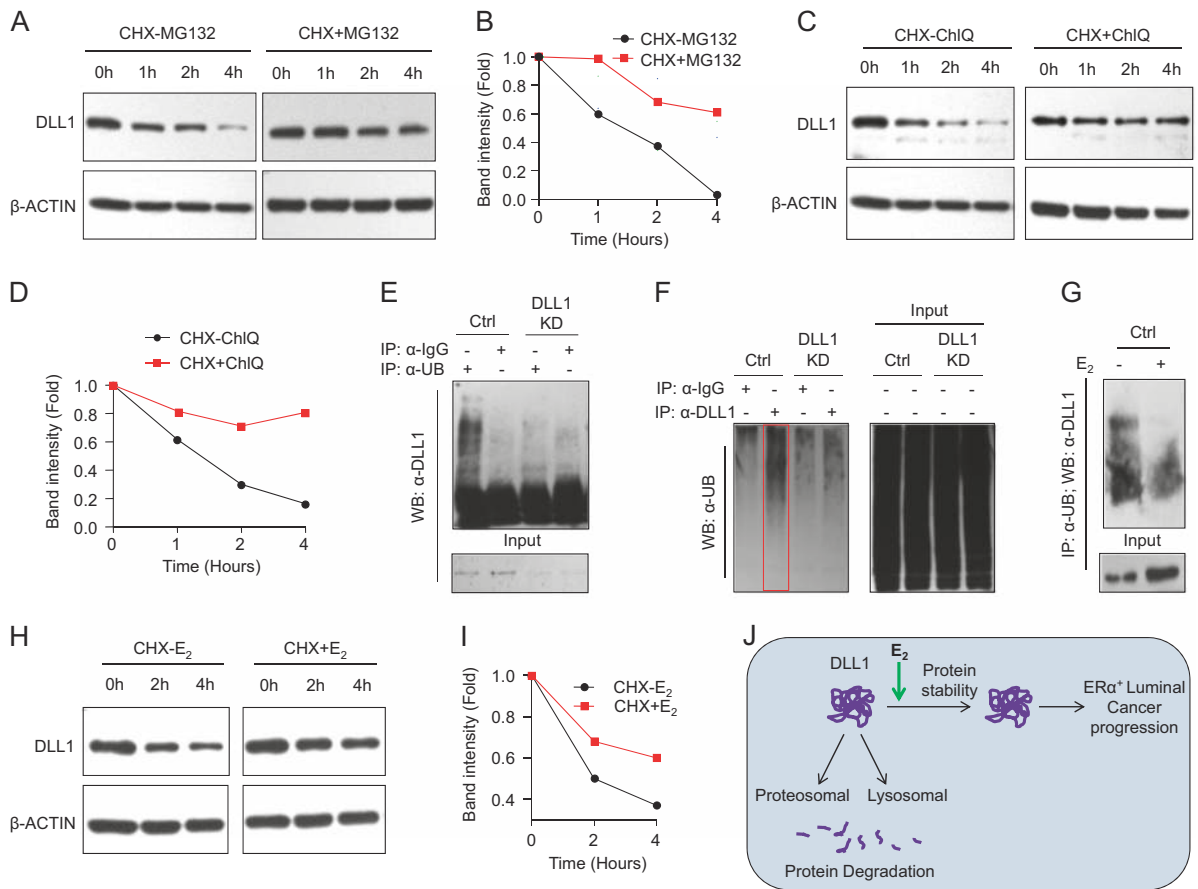 A
CHX-MG132 CHX+MG132
0h 1h 2h 4h 0h 1h 2h 4h
DLL1
β-ACTIN
B
CHX-MG132
CHX+MG132
Band intensity (Fold)
1.0
0.8
0.6
0.4
0.2
0.0
0 1 2 4
Time (Hours)
C
CHX-ChlQ CHX+ChlQ
0h 1h 2h 4h 0h 1h 2h 4h
DLL1
β-ACTIN
D
CHX-ChlQ
CHX+ChlQ
Band intensity (Fold)
1.0
0.8
0.6
0.4
0.2
0.0
0 1 2 4
Time (Hours)
E
Ctrl DLL1
KD
IP: α-IgG - + - +
IP: α-UB + - + -
WB: α-DLL1
Input
F
Input
Ctrl DLL1
KD Ctrl DLL1
KD
IP: α-IgG + - + - - - - -
IP: α-DLL1 - + - + - - - -
WB: α-UB
G
Ctrl
E₂ - +
IP: α-UB; WB: α-DLL1
Input
H
CHX-E₂ CHX+E₂
0h 2h 4h 0h 2h 4h
DLL1
β-ACTIN
I
CHX-E₂
CHX+E₂
Band intensity (Fold)
1.0
0.8
0.6
0.4
0 2 4
Time (Hours)
J
E₂
DLL1
Protein
stability
ERα⁺ Luminal
Cancer
progression
Proteosomal Lysosomal
Protein Degradation